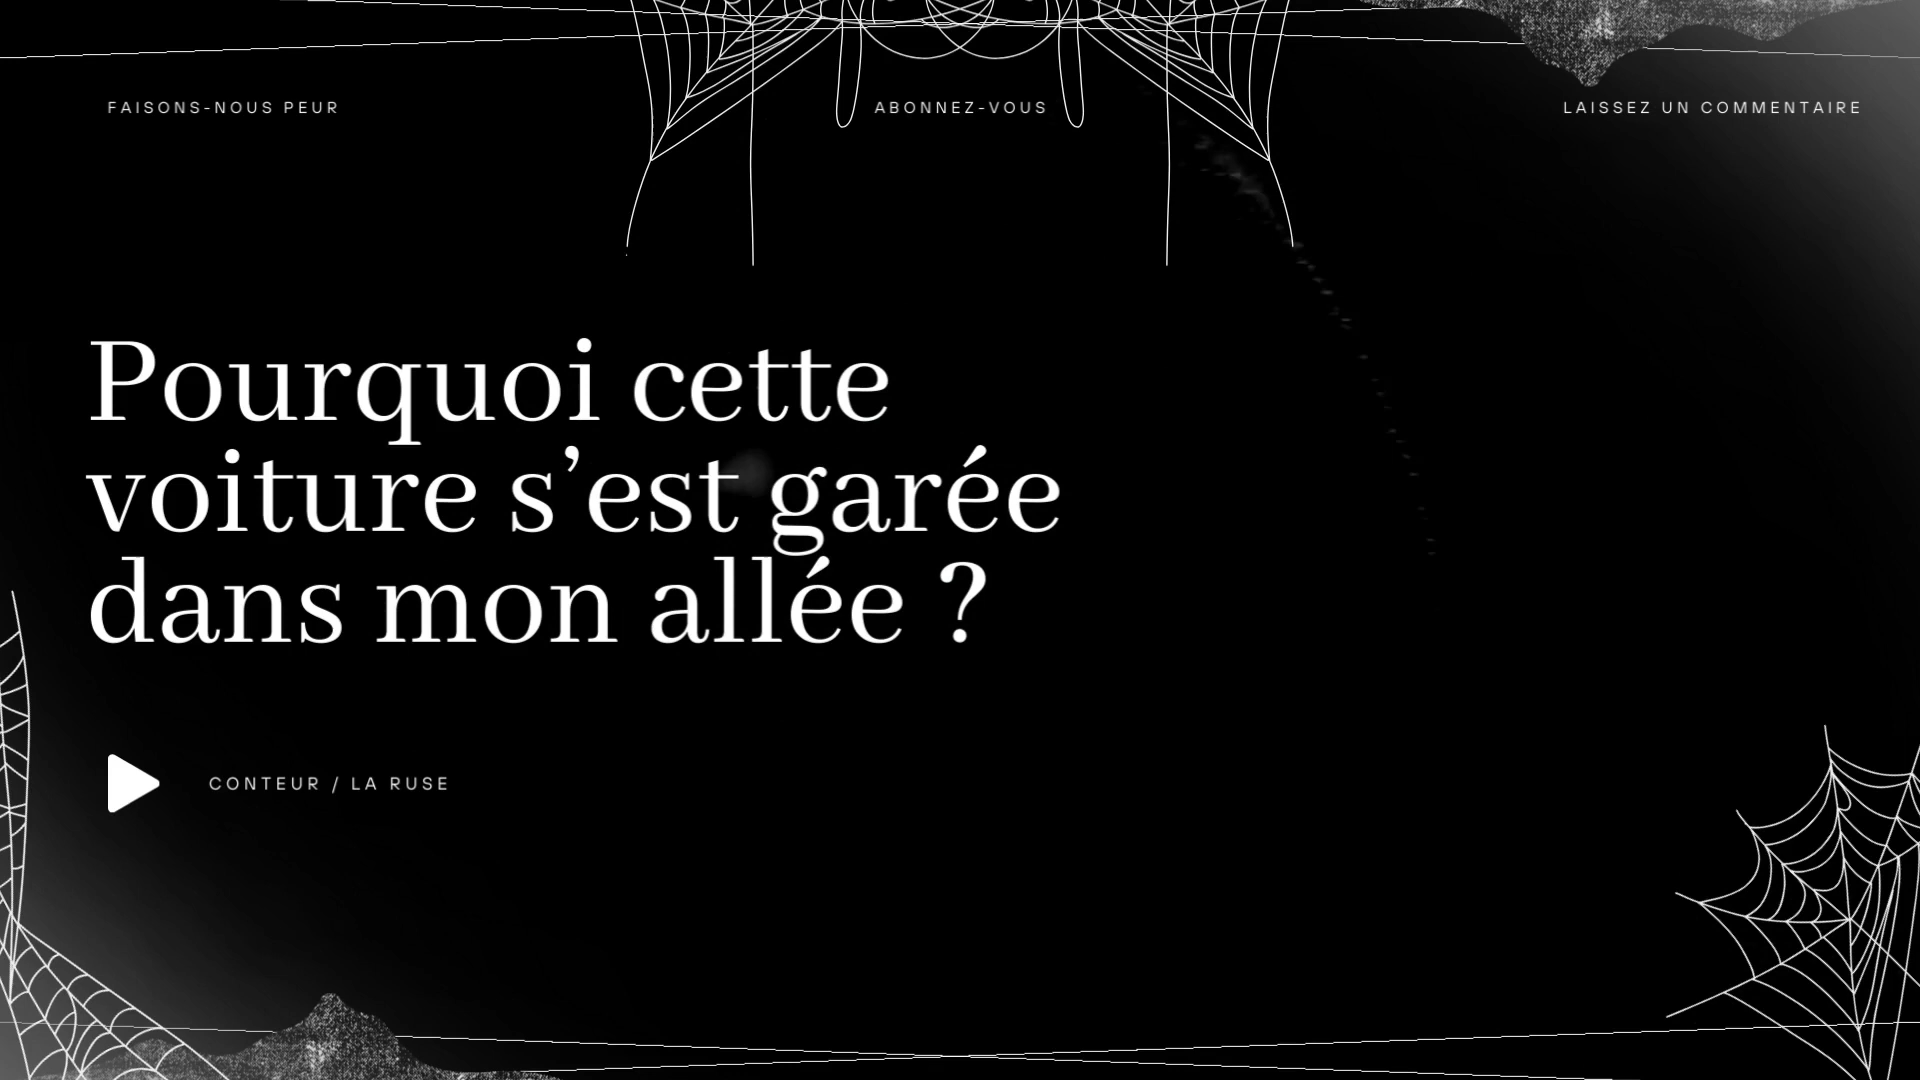 FAISONS-NOUS PEUR
ABONNEZ-VOUS
LAISSEZ UN COMMENTAIRE
Pourquoi cette
voiture s’est garée
dans mon allée ?
CONTEUR / LA RUSE